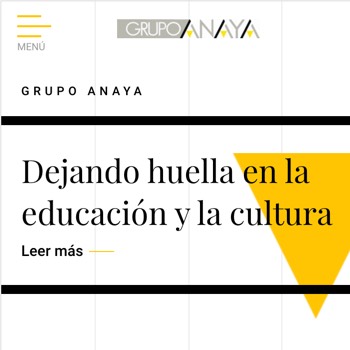 MENÚ
GRUPO ANAYA
GRUPO ANAYA
Dejando huella en la
educación y la cultura
Leer más